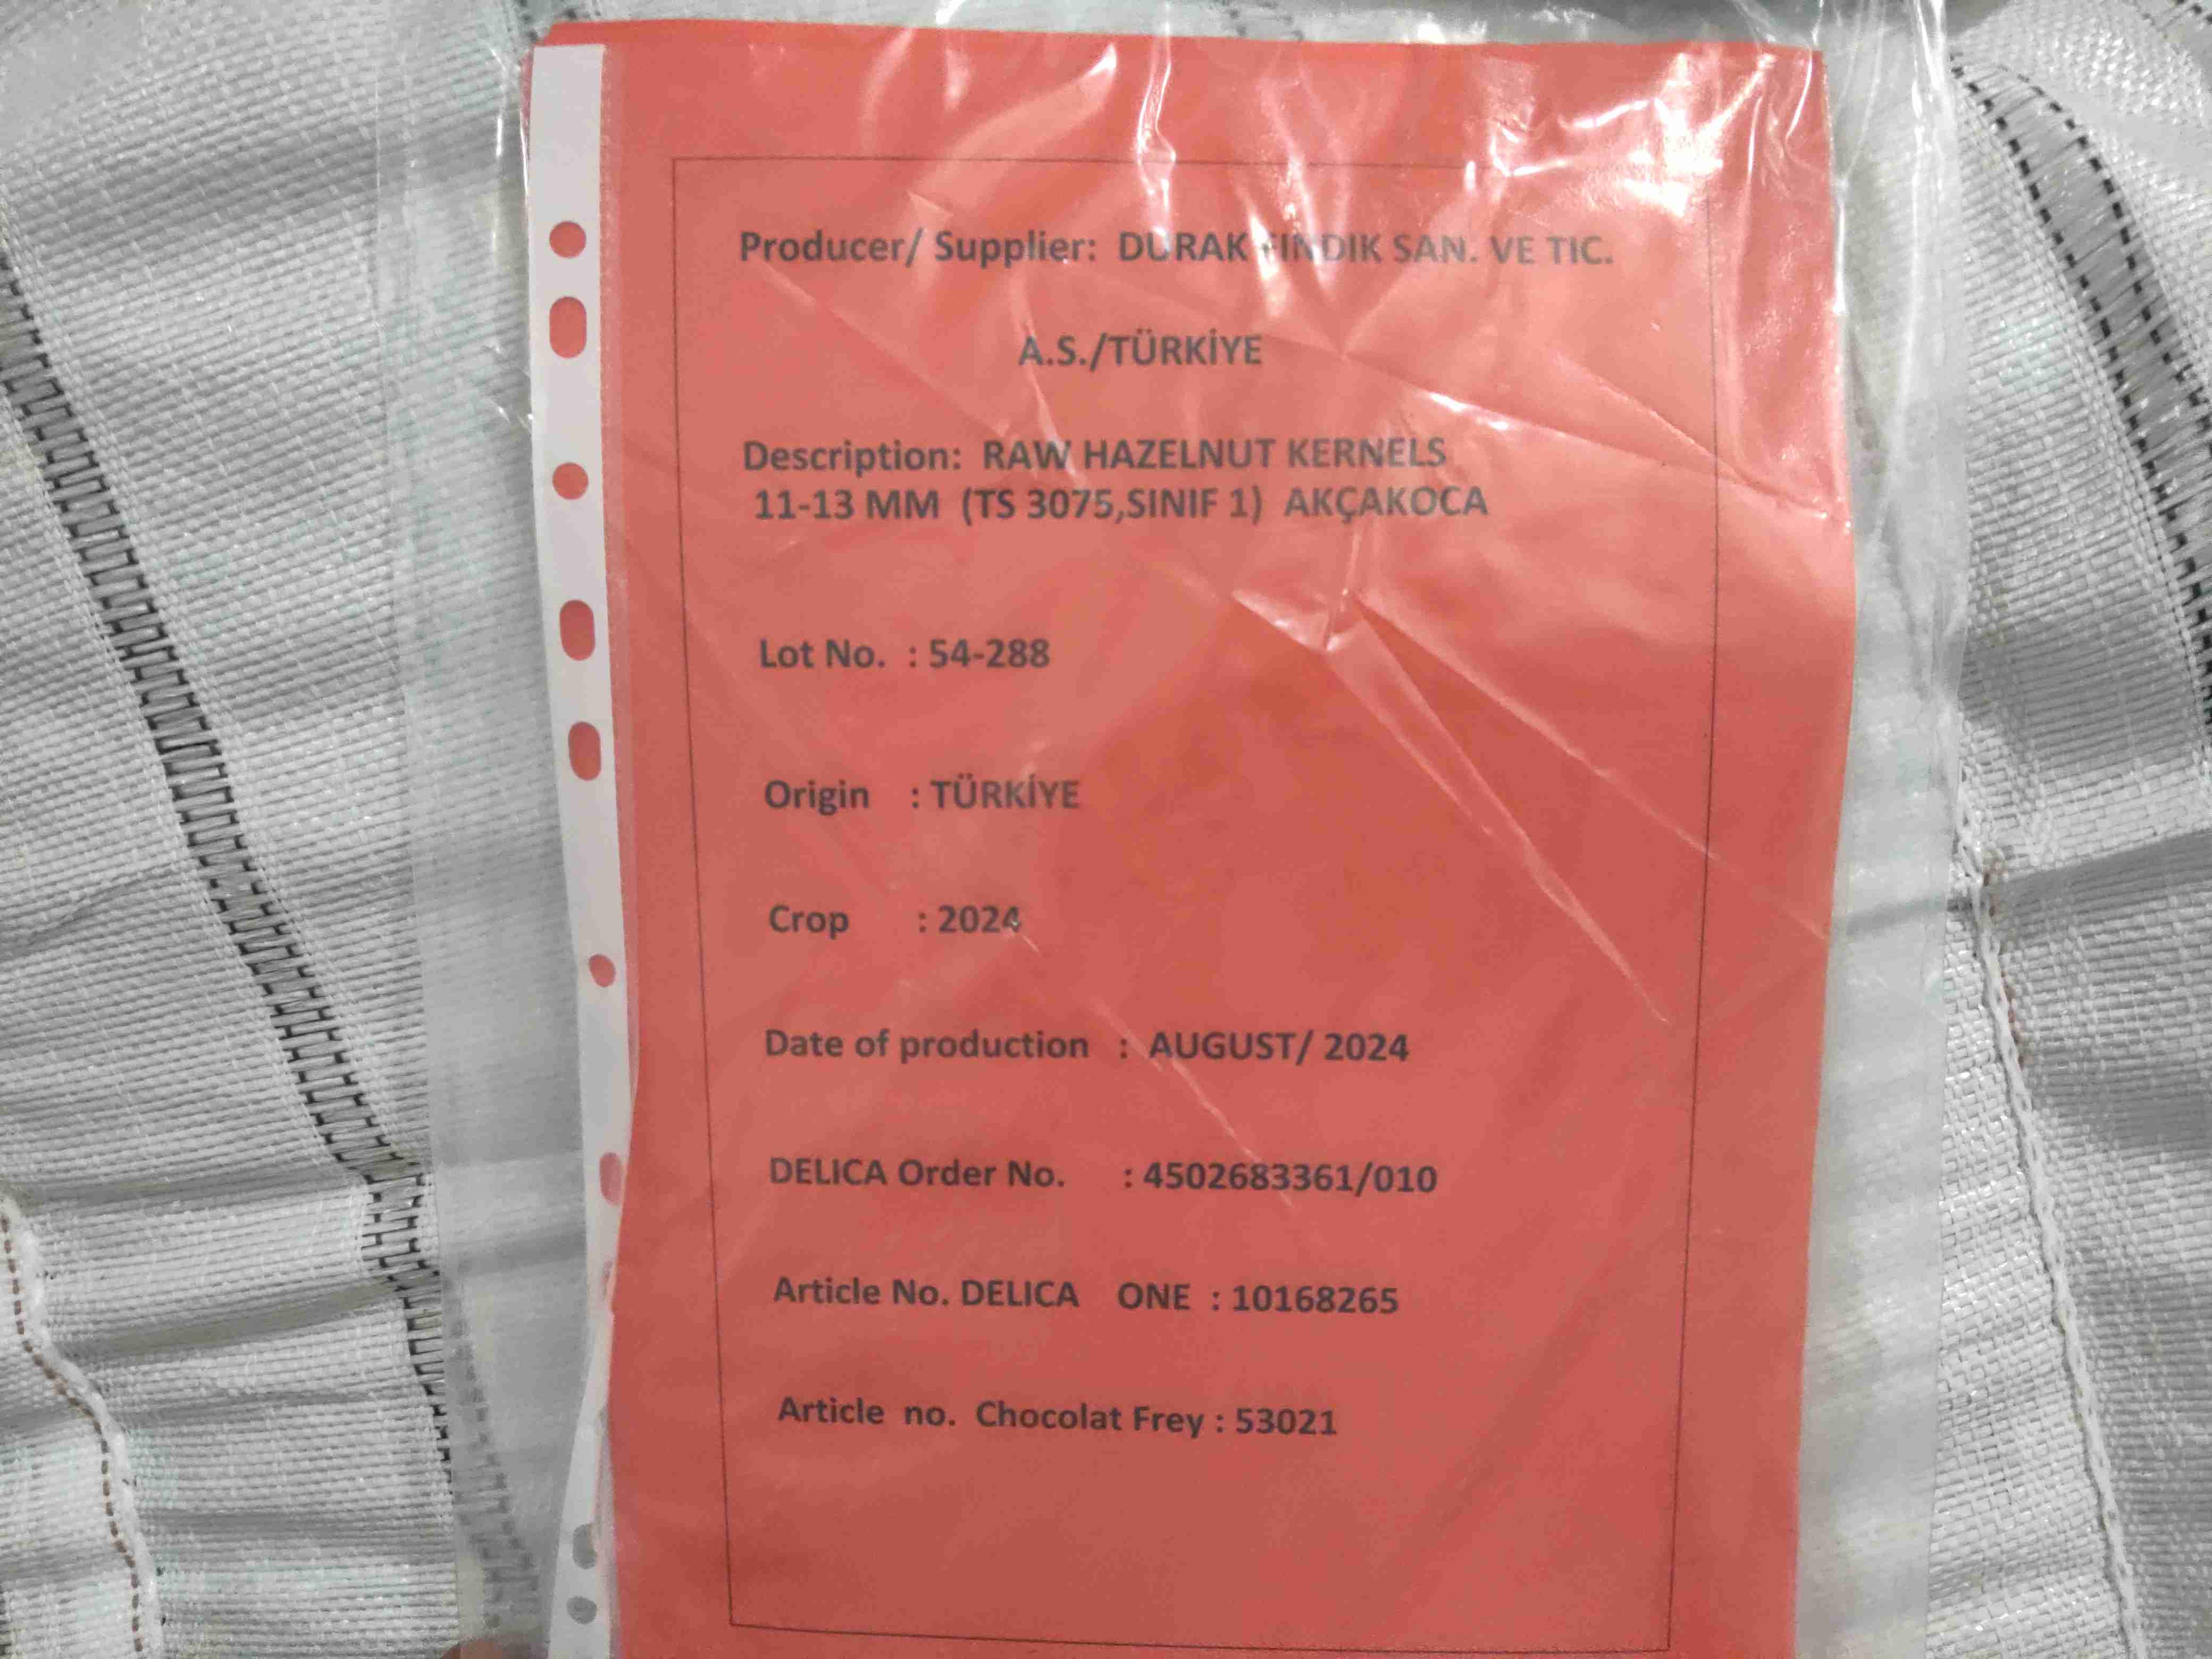 Producer/ Supplier: DURAK FINDIK SAN. VE TIC.
A.S./TÜRKİYE
Description: RAW HAZELNUT KERNELS
11-13 MM (TS 3075,SINIF 1) AKÇAKOCA
Lot No. : 54-288
Origin : TÜRKİYE
Crop : 2024
Date of production : AUGUST/ 2024
DELICA Order No. : 4502683361/010
Article No. DELICA ONE : 10168265
Article no. Chocolat Frey : 53021